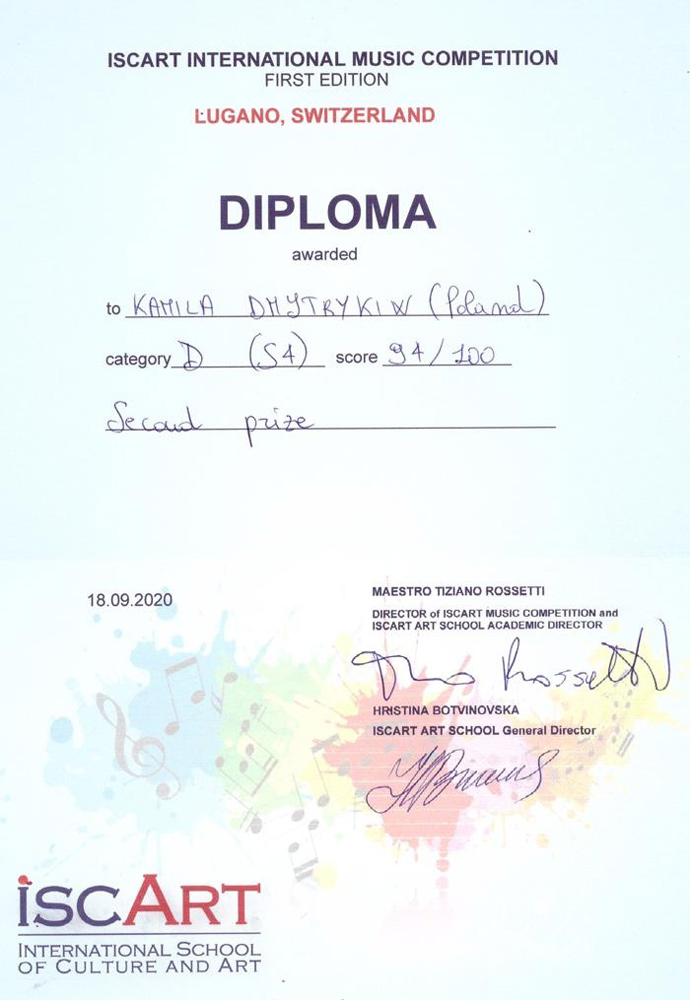 ISCART INTERNATIONAL MUSIC COMPETITION
FIRST EDITION
LUGANO, SWITZERLAND
DIPLOMA
awarded
to KAMILA DMYTRYKIW (Poland)
category D (S4) score 94/100
Second prize
18.09.2020
MAESTRO TIZIANO ROSSETTI
DIRECTOR of ISCART MUSIC COMPETITION and
ISCART ART SCHOOL ACADEMIC DIRECTOR
HRISTINA BOTVINOVSKA
ISCART ART SCHOOL General Director
iscART
INTERNATIONAL SCHOOL
OF CULTURE AND ART